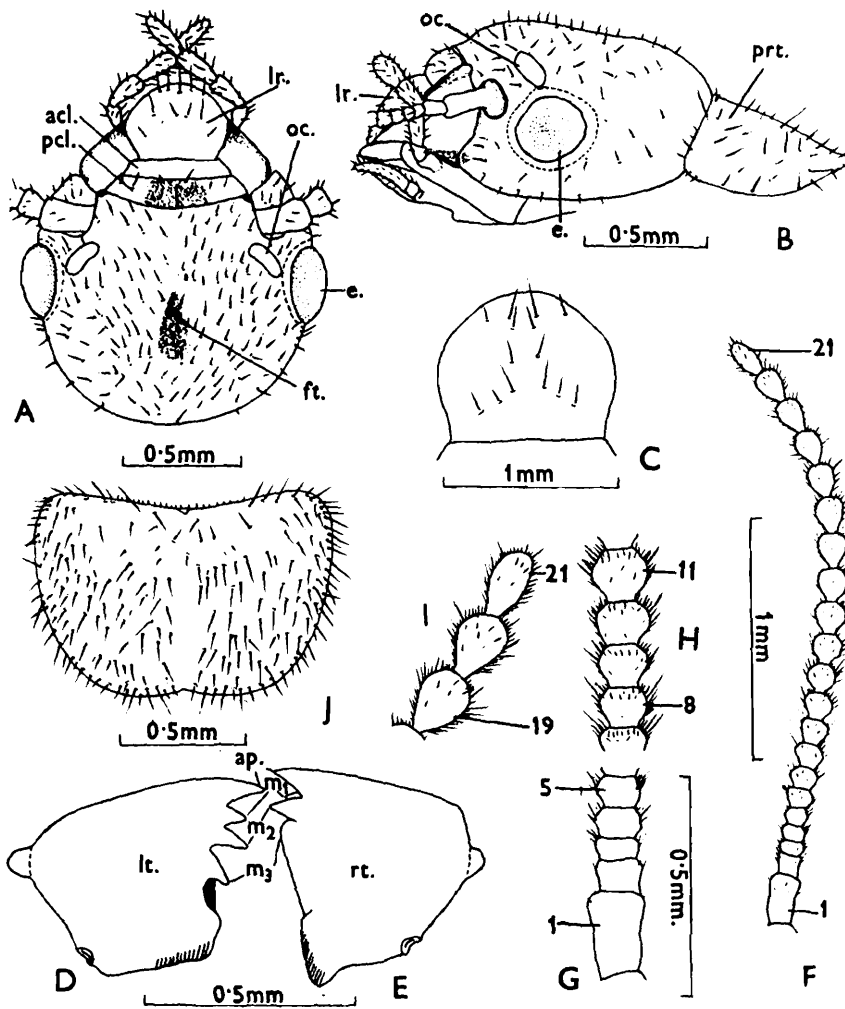 oc.
prt.
lr.
acl.
pcl.
oc.
lr.
e.
e.
0·5mm
B
ft.
A
0·5mm
21
C
1mm
21
11
I
H
1mm
8
19
J
0·5mm
5
ap.
m1
m2
m3
lt.
rt.
0·5mm.
1
1
D
E
G
F
0·5mm